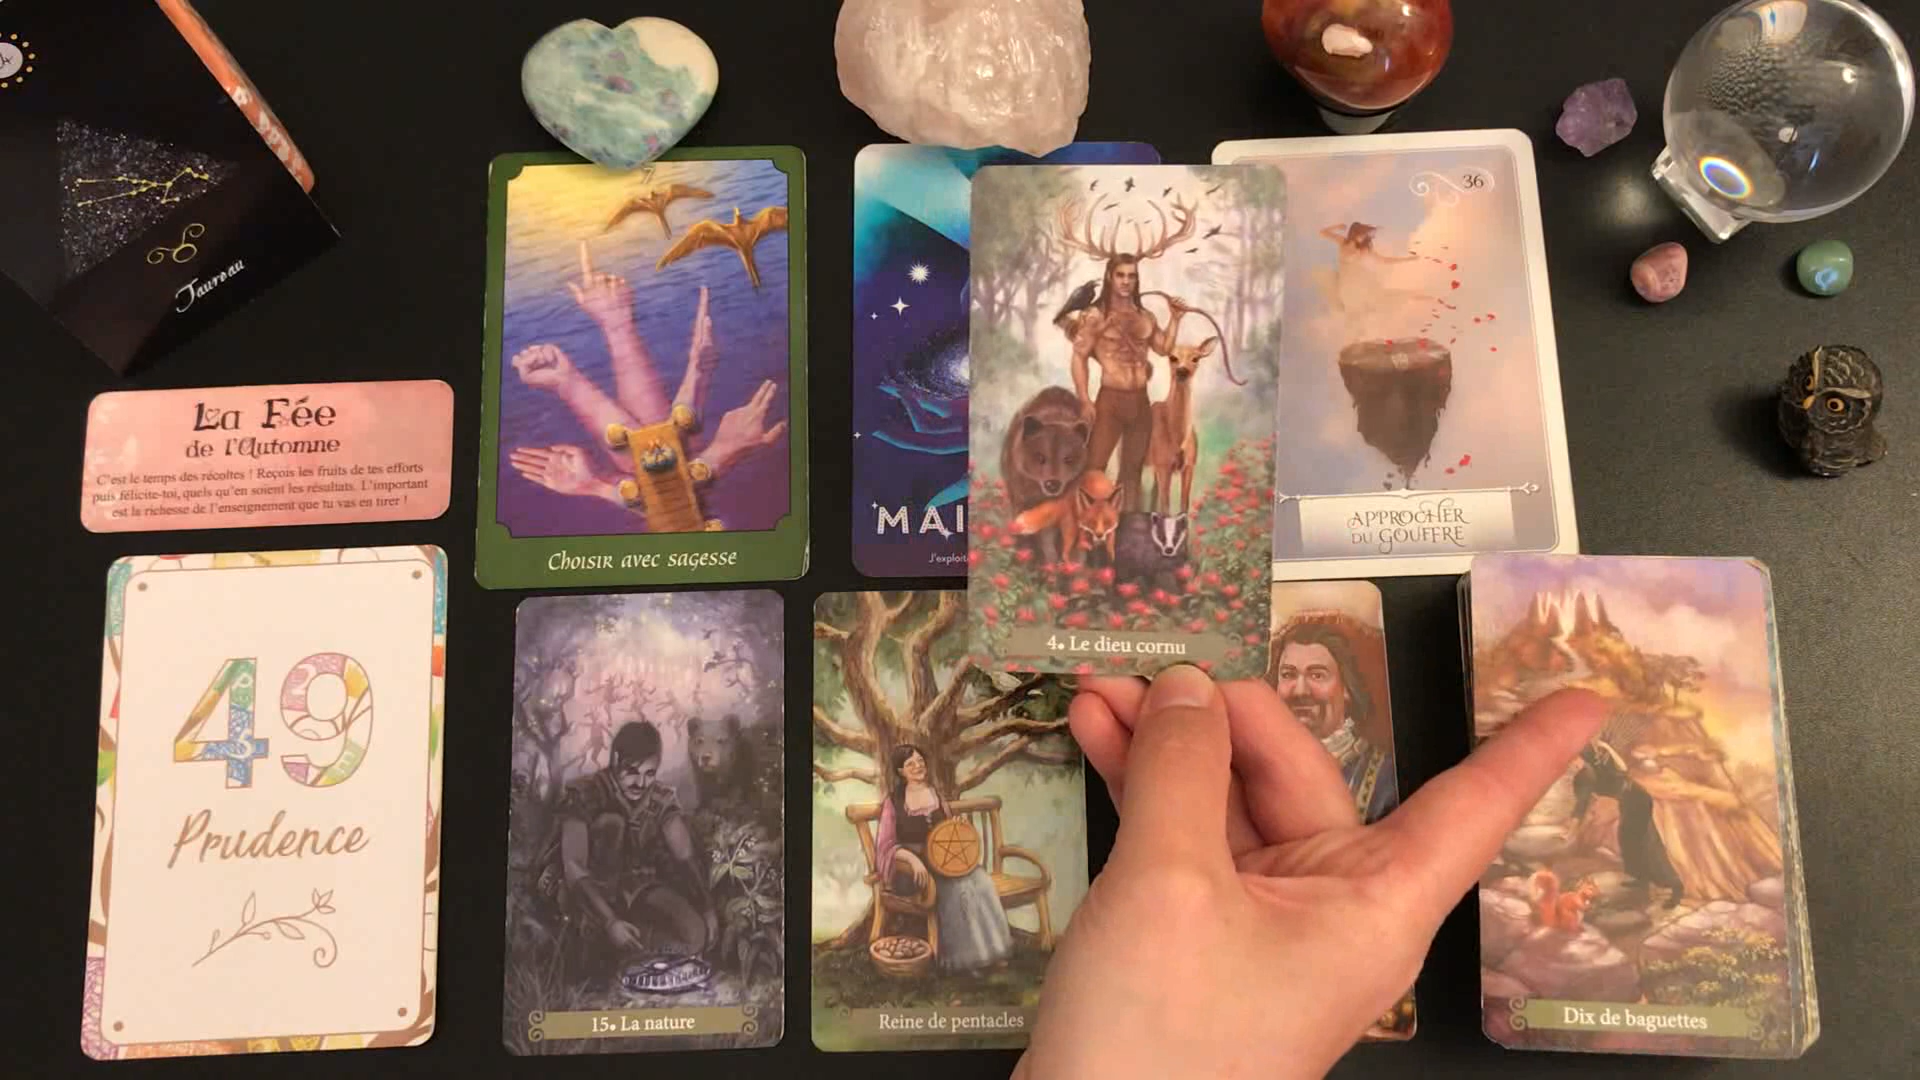 Taureau
La Fée
de l'Automne
C'est le temps des récoltes ! Reçois les fruits de tes efforts
puis félicite-toi, quels qu'en soient les résultats. L'important
est la richesse de l'enseignement que tu vas en tirer !
49
Prudence
7
Choisir avec sagesse
MAI
J'exploit
4. Le dieu cornu
36
APPROCHER
DU GOUFFRE
15. La nature
Reine de pentacles
Dix de baguettes